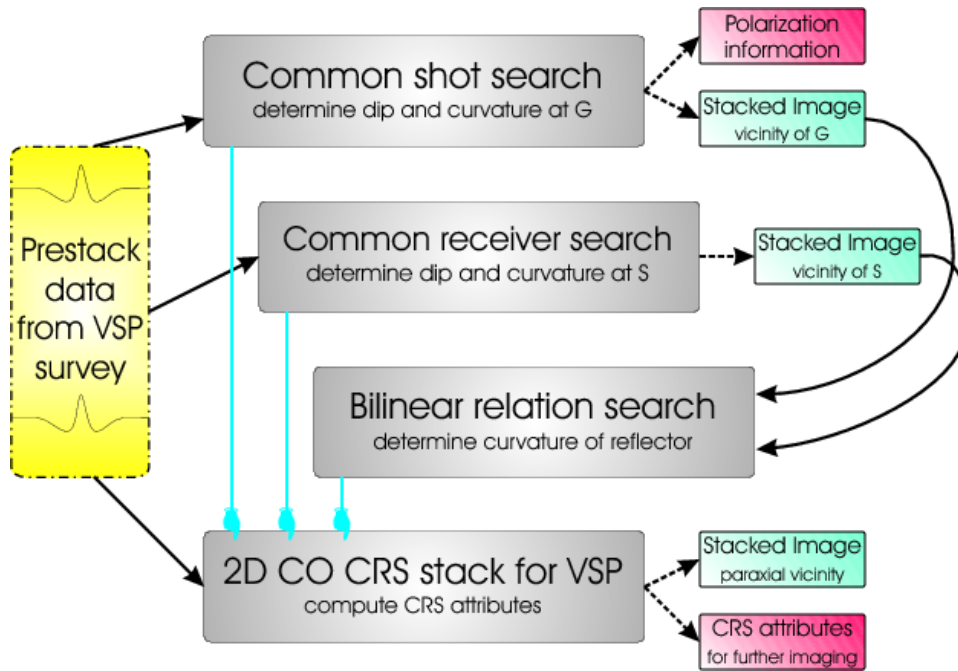 Common shot search
determine dip and curvature at G
Polarization
information
Stacked Image
vicinity of G
Prestack
data
from VSP
survey
Common receiver search
determine dip and curvature at S
Stacked Image
vicinity of S
Bilinear relation search
determine curvature of reflector
2D CO CRS stack for VSP
compute CRS attributes
Stacked Image
paraxial vicinity
CRS attributes
for further imaging